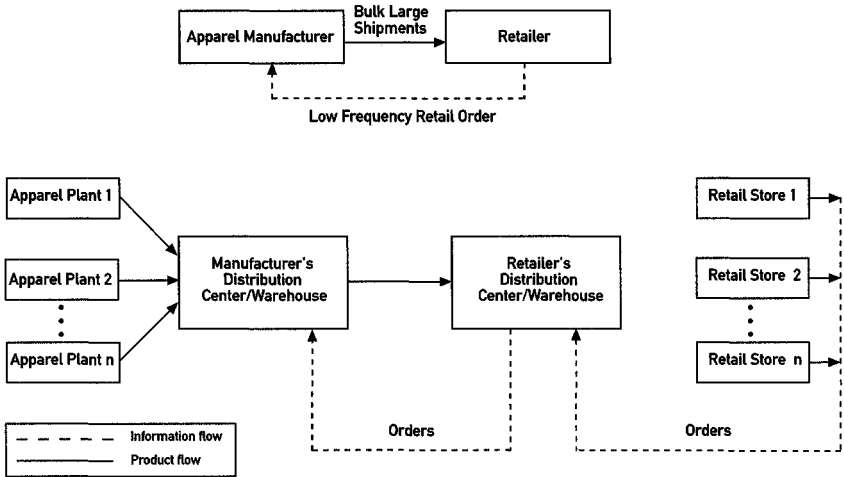 Bulk Large
Shipments
Apparel Manufacturer
Retailer
Low Frequency Retail Order
Apparel Plant 1
Apparel Plant 2
Apparel Plant n
Manufacturer's
Distribution
Center/Warehouse
Retailer's
Distribution
Center/Warehouse
Retail Store 1
Retail Store 2
Retail Store n
Orders
Orders
Information flow
Product flow